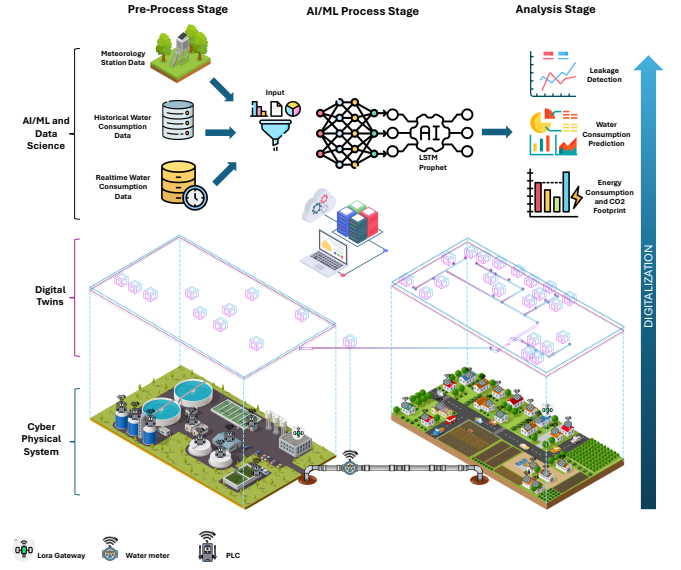 Pre-Process Stage
AI/ML Process Stage
Analysis Stage
Meteorology
Station Data
Historical Water
Consumption
Data
Realtime Water
Consumption
Data
AI/ML and
Data
Science
Input
AI
LSTM
Prophet
Leakage
Detection
Water
Consumption
Prediction
Energy
Consumption
and CO2
Footprint
Digital
Twins
DIGITALIZATION
Cyber
Physical
System
Lora Gateway
Water meter
PLC